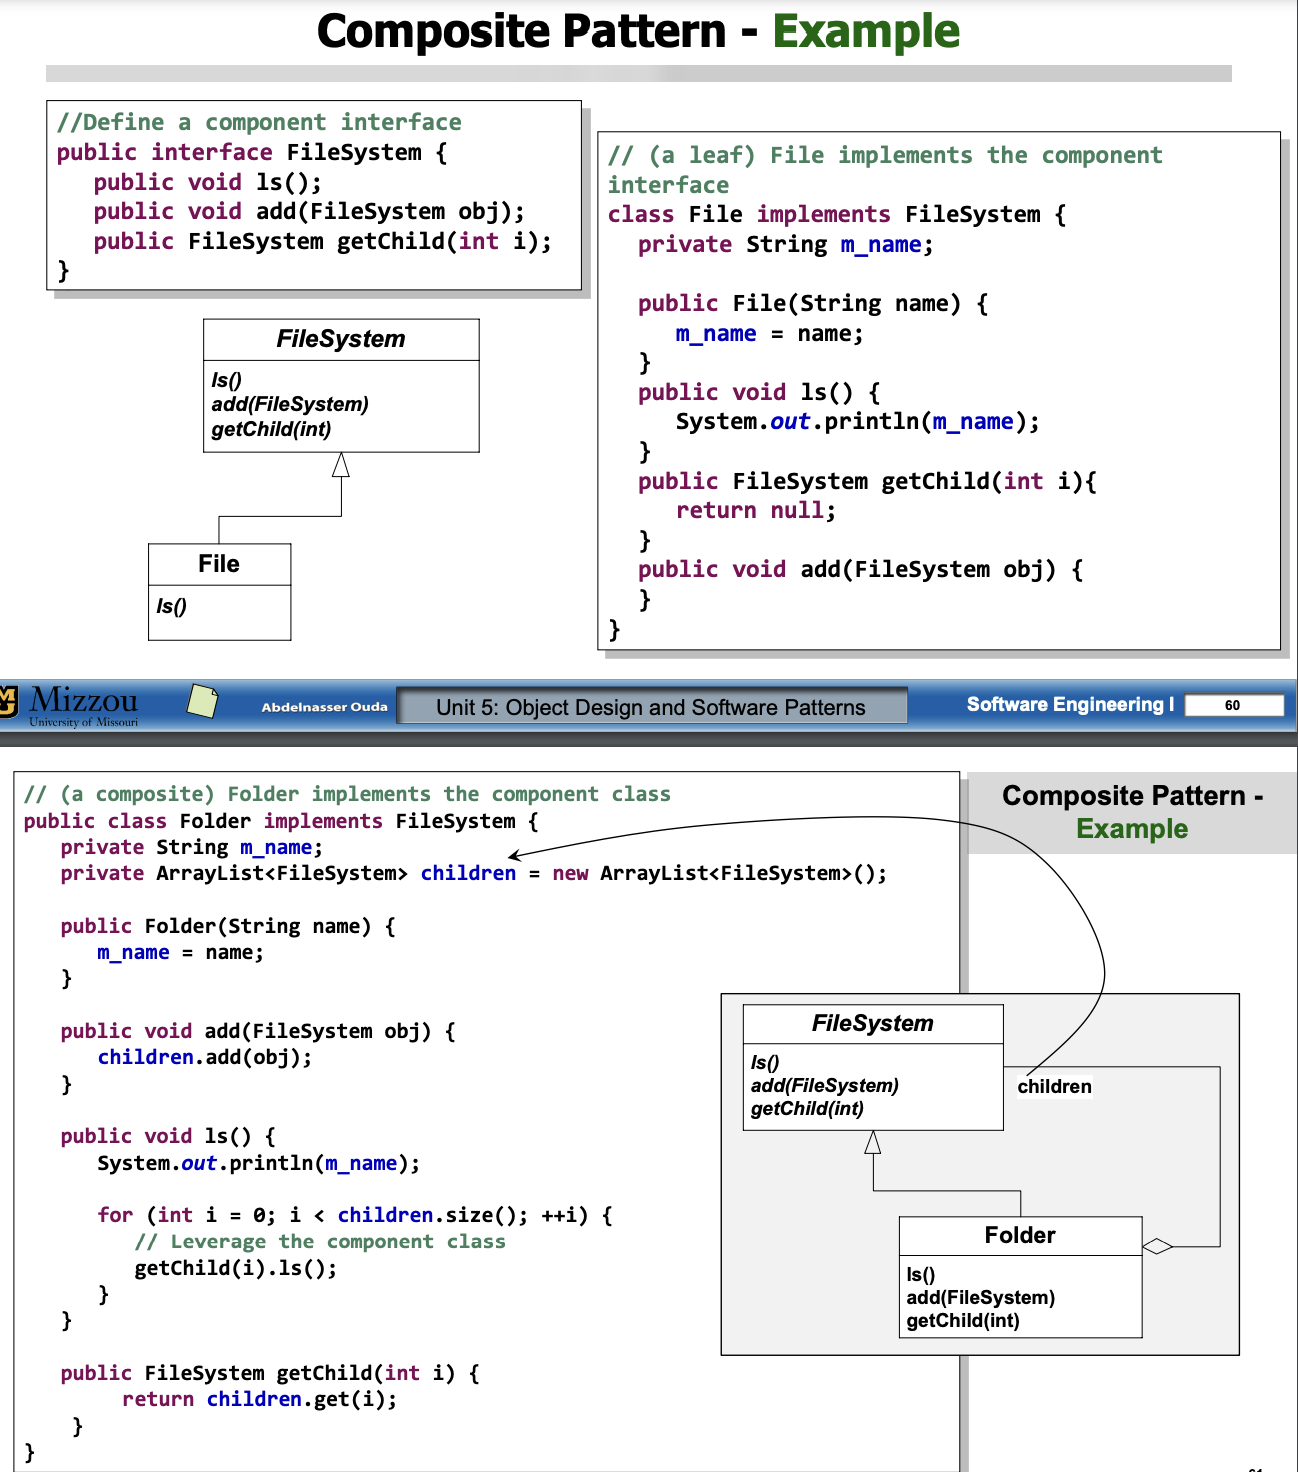 Composite Pattern - Example
//Define a component interface
public interface FileSystem {
public void ls();
public void add(FileSystem obj);
public FileSystem getChild(int i);
}
FileSystem
ls()
add(FileSystem)
getChild(int)
File
ls()
// (a leaf) File implements the component
interface
class File implements FileSystem {
private String m_name;
public File(String name) {
m_name = name;
}
public void ls() {
System.out.println(m_name);
}
public FileSystem getChild(int i){
return null;
}
public void add(FileSystem obj) {
}
}
Mizzou
University of Missouri
Abdelnasser Ouda
Unit 5: Object Design and Software Patterns
Software Engineering I
60
// (a composite) Folder implements the component class
public class Folder implements FileSystem {
private String m_name;
private ArrayList<FileSystem> children = new ArrayList<FileSystem>();
public Folder(String name) {
m_name = name;
}
public void add(FileSystem obj) {
children.add(obj);
}
public void ls() {
System.out.println(m_name);
for (int i = 0; i < children.size(); ++i) {
// Leverage the component class
getChild(i).ls();
}
}
public FileSystem getChild(int i) {
return children.get(i);
}
}
Composite Pattern -
Example
FileSystem
ls()
add(FileSystem)
getChild(int)
children
Folder
ls()
add(FileSystem)
getChild(int)